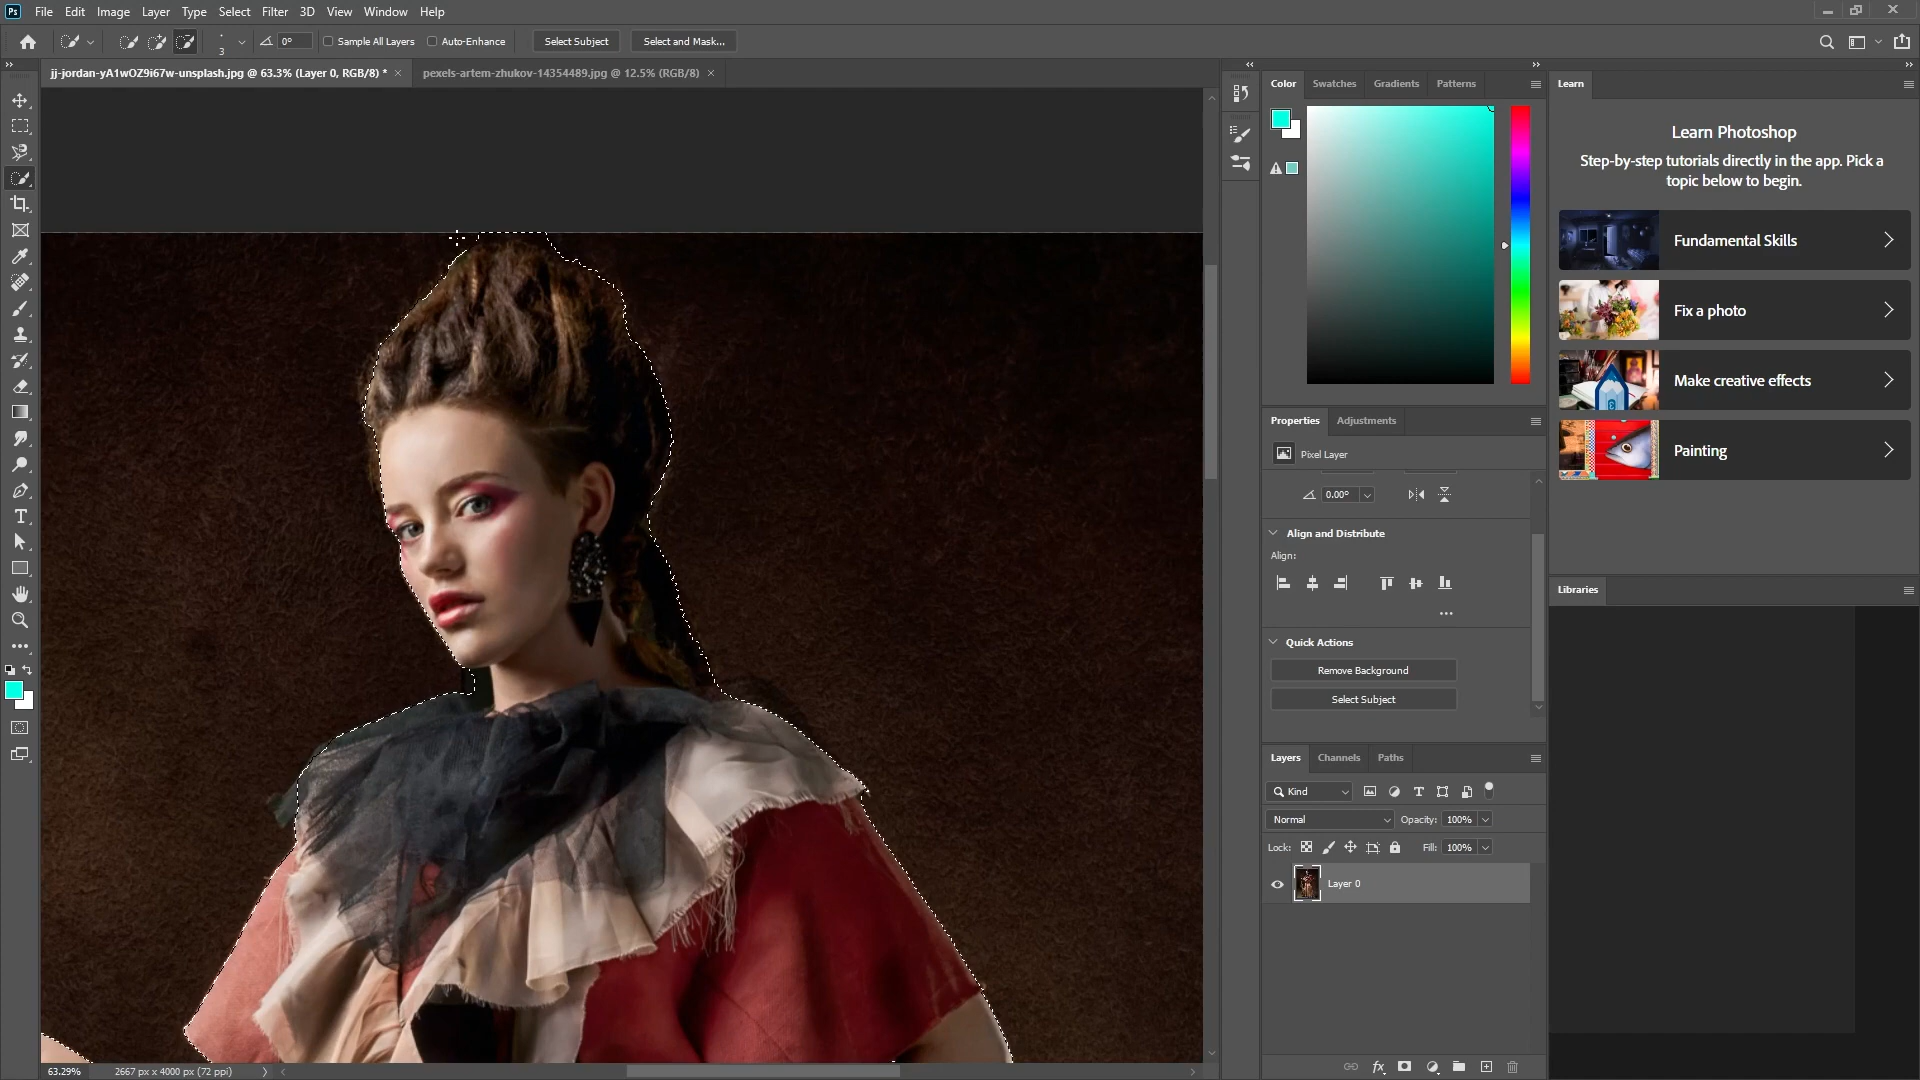 Ps File Edit Image Layer Type Select Filter 3D View Window Help
3 0° Sample All Layers Auto-Enhance Select Subject Select and Mask...
jj-jordan-yA1wOZ9i67w-unsplash.jpg @ 63.3% (Layer 0, RGB/8) * × pexels-artem-zhukov-14354489.jpg @ 12.5% (RGB/8) ×
Color Swatches Gradients Patterns
Learn
Learn Photoshop
Step-by-step tutorials directly in the app. Pick a
topic below to begin.
Fundamental Skills
Fix a photo
Make creative effects
Painting
Properties Adjustments
Pixel Layer
0.00°
Align and Distribute
Align:
Quick Actions
Remove Background
Select Subject
Libraries
Layers Channels Paths
Kind
Normal Opacity: 100%
Lock: Fill: 100%
Layer 0
63.29% 2667 px x 4000 px (72 ppi)